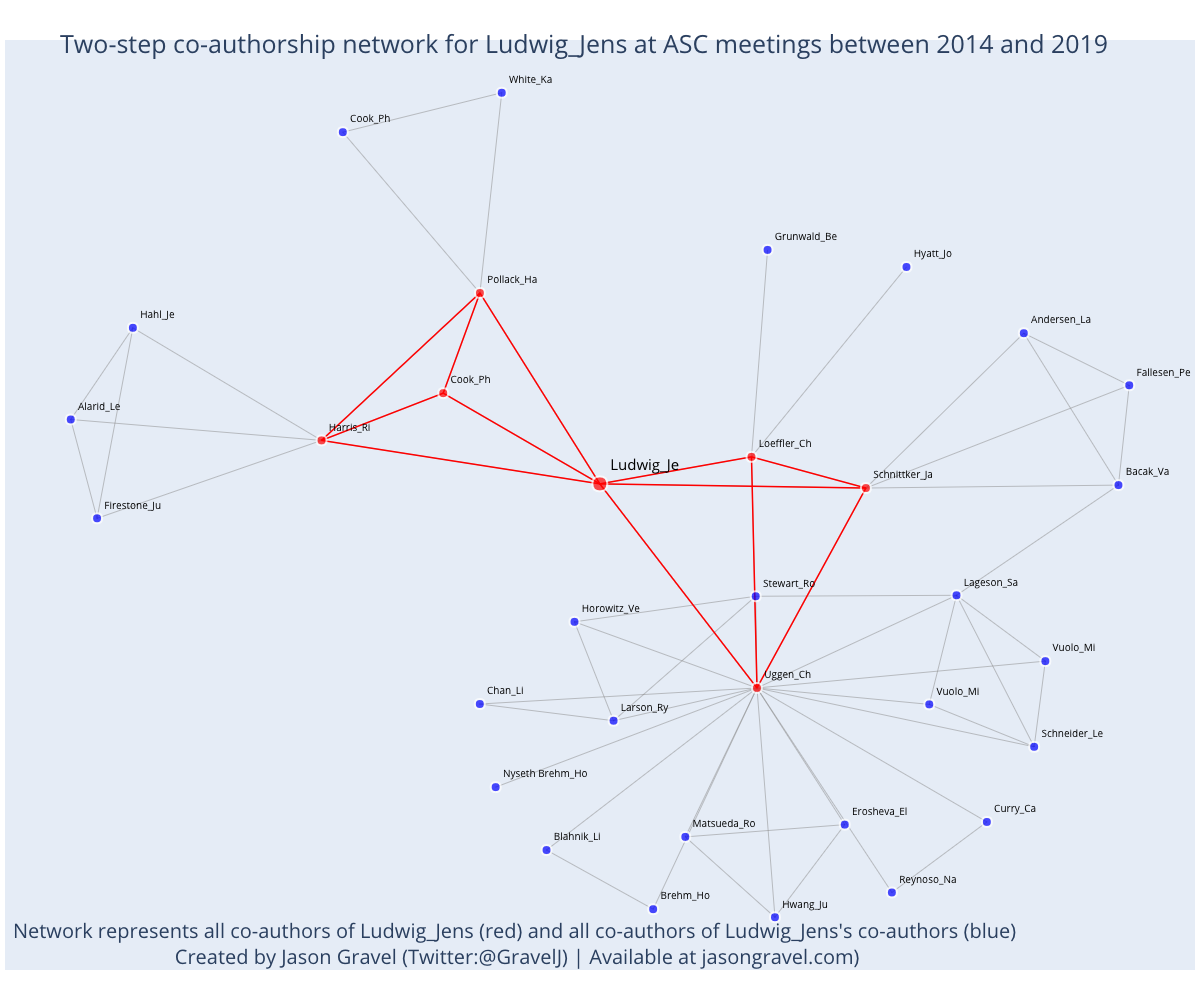 Two-step co-authorship network for Ludwig_Jens at ASC meetings between 2014 and 2019
White_Ka
Cook_Ph
Grunwald_Be
Hyatt_Jo
Pollack_Ha
Hahl_Je
Andersen_La
Fallesen_Pe
Cook_Ph
Alarid_Le
Harris_Ri
Loeffler_Ch
Ludwig_Je
Schnittker_Ja
Bacak_Va
Firestone_Ju
Stewart_Ro
Lageson_Sa
Horowitz_Ve
Vuolo_Mi
Uggen_Ch
Chan_Li
Vuolo_Mi
Larson_Ry
Schneider_Le
Nyseth Brehm_Ho
Curry_Ca
Erosheva_El
Matsueda_Ro
Blahnik_Li
Reynoso_Na
Brehm_Ho
Hwang_Ju
Network represents all co-authors of Ludwig_Jens (red) and all co-authors of Ludwig_Jens's co-authors (blue)
Created by Jason Gravel (Twitter:@GravelJ) | Available at jasongravel.com)